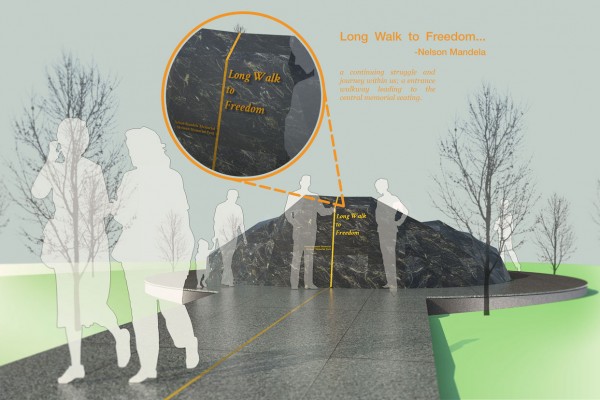 Long Walk to Freedom...
-Nelson Mandela
a continuing struggle and
journey within us, a entrance
walkway leading to the
central memorial seating.
Long Walk
to
Freedom
Long Walk
to
Freedom